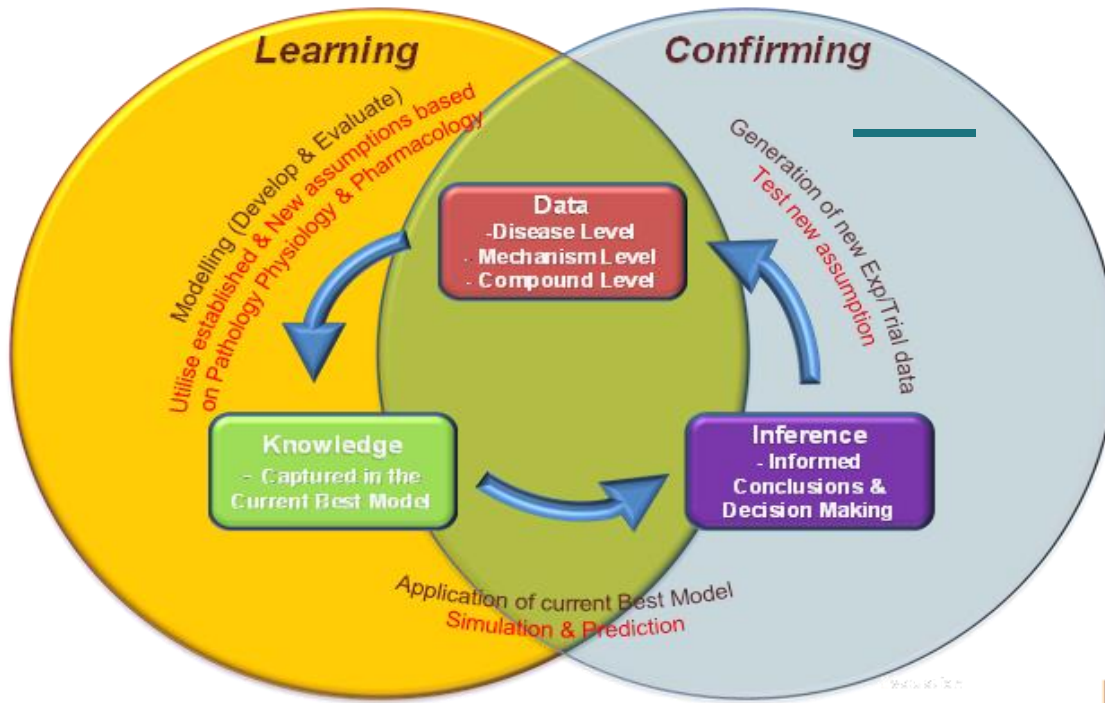 Learning
Confirming
Modelling (Develop & Evaluate)
Utilise established & New assumptions based
on Pathology Physiology & Pharmacology
Generation of new Exp/Trial data
Test new assumption
Data
-Disease Level
- Mechanism Level
- Compound Level
Knowledge
- Captured in the
Current Best Model
Inference
- Informed
Conclusions &
Decision Making
Application of current Best Model
Simulation & Prediction